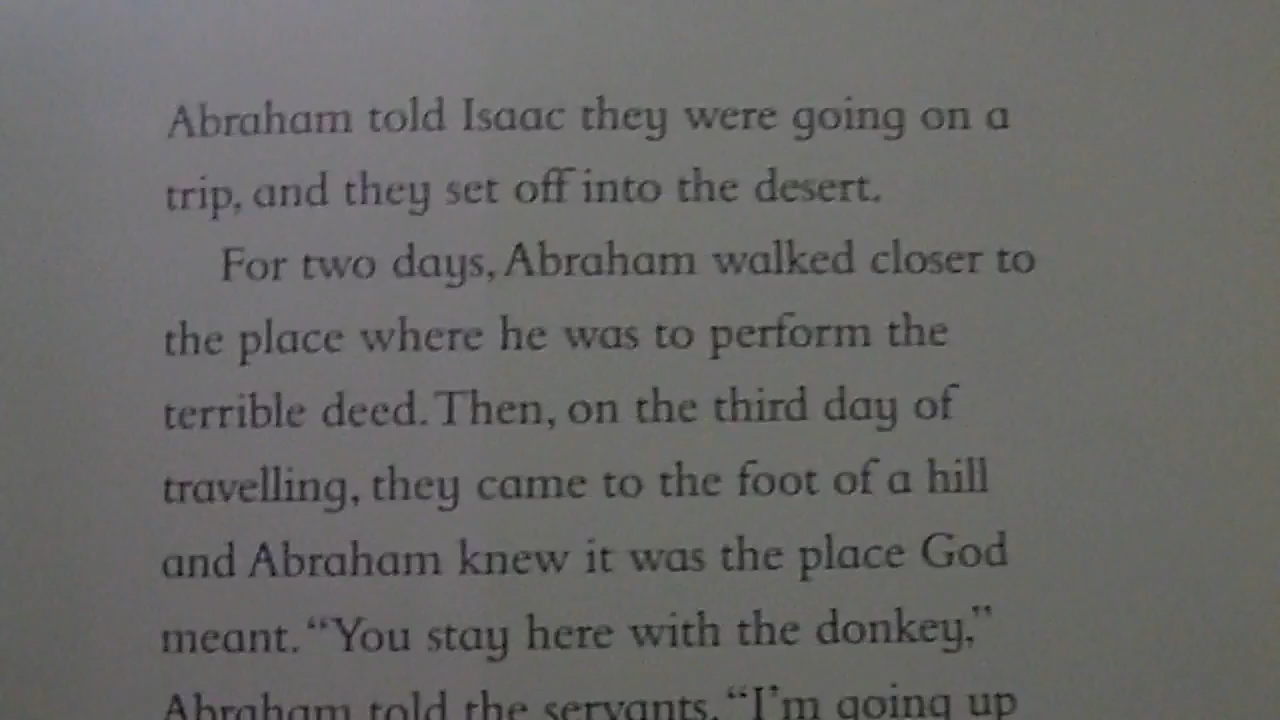 Abraham told Isaac they were going on a
trip, and they set off into the desert.
For two days, Abraham walked closer to
the place where he was to perform the
terrible deed. Then, on the third day of
travelling, they came to the foot of a hill
and Abraham knew it was the place God
meant. “You stay here with the donkey,”
Abraham told the servants. “I'm going up